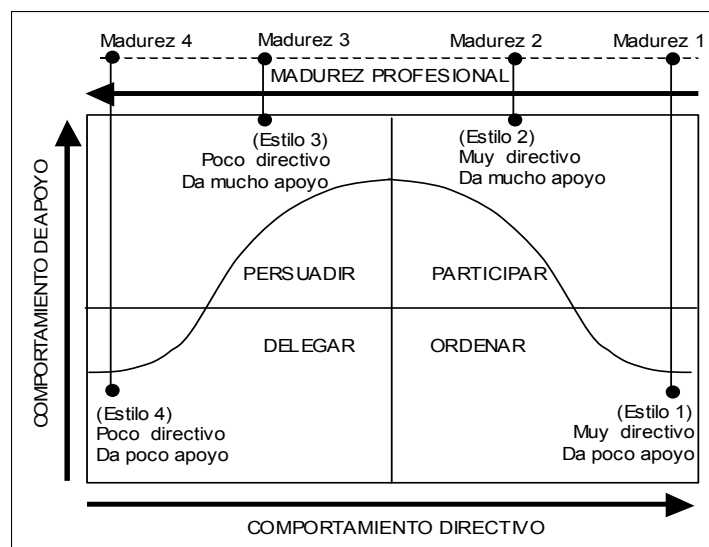 Madurez 4
Madurez 3
Madurez 2
Madurez 1
MADUREZ PROFESIONAL
(Estilo 3)
Poco directivo
Da mucho apoyo
(Estilo 2)
Muy directivo
Da mucho apoyo
COMPORTAMIENTO DE APOYO
PERSUADIR
PARTICIPAR
DELEGAR
ORDENAR
(Estilo 4)
Poco directivo
Da poco apoyo
(Estilo 1)
Muy directivo
Da poco apoyo
COMPORTAMIENTO DIRECTIVO